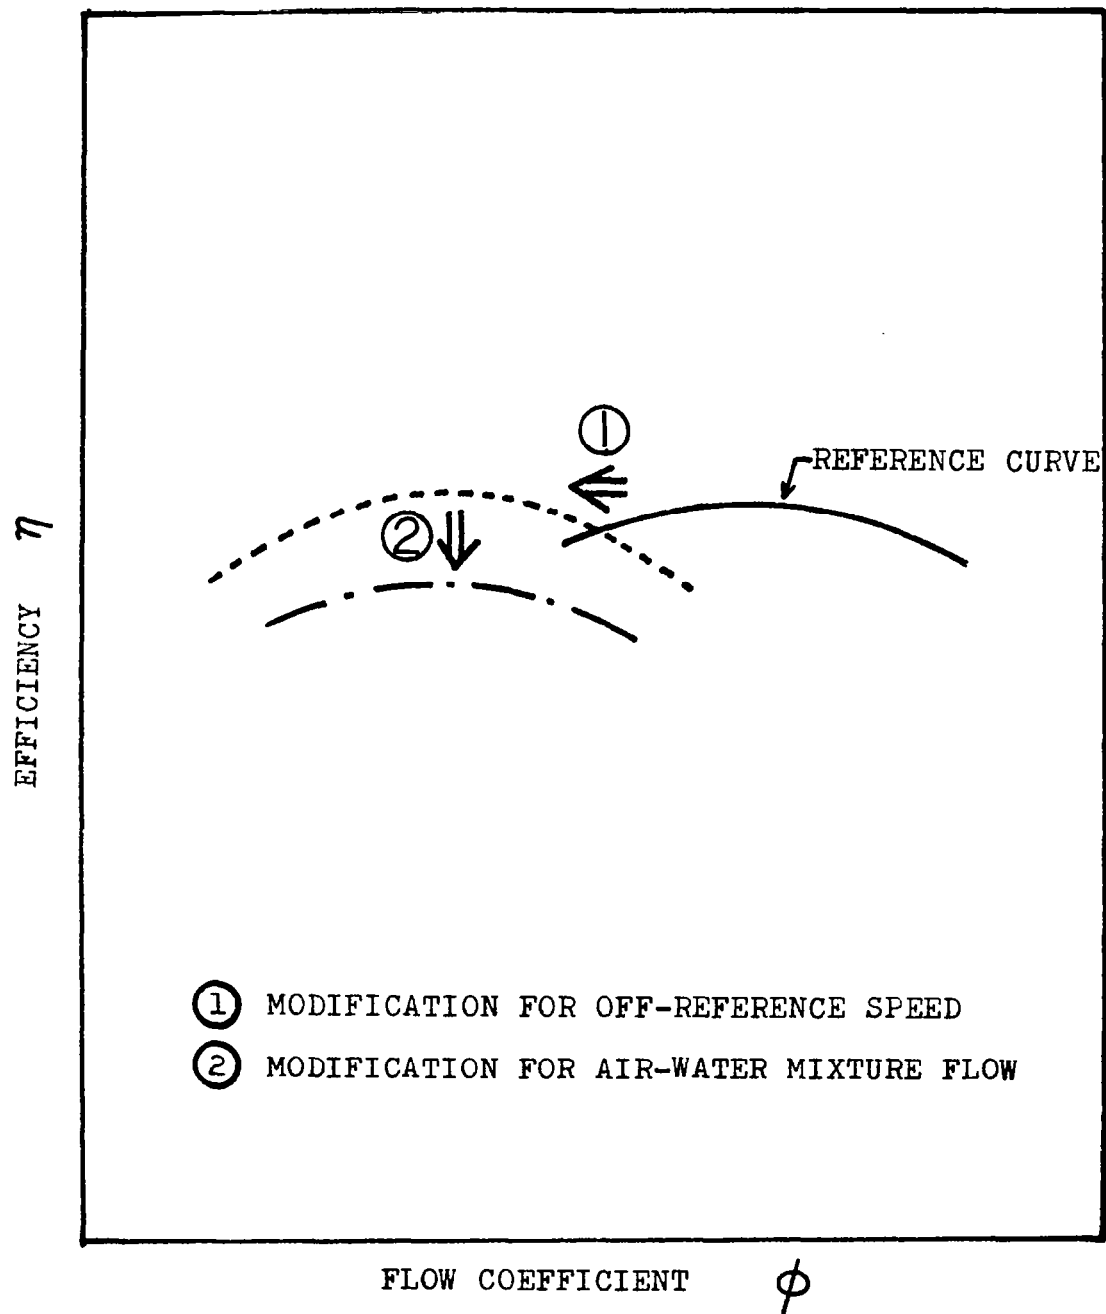 ①
REFERENCE CURVE
②
EFFICIENCY η
① MODIFICATION FOR OFF-REFERENCE SPEED
② MODIFICATION FOR AIR-WATER MIXTURE FLOW
FLOW COEFFICIENT ϕ